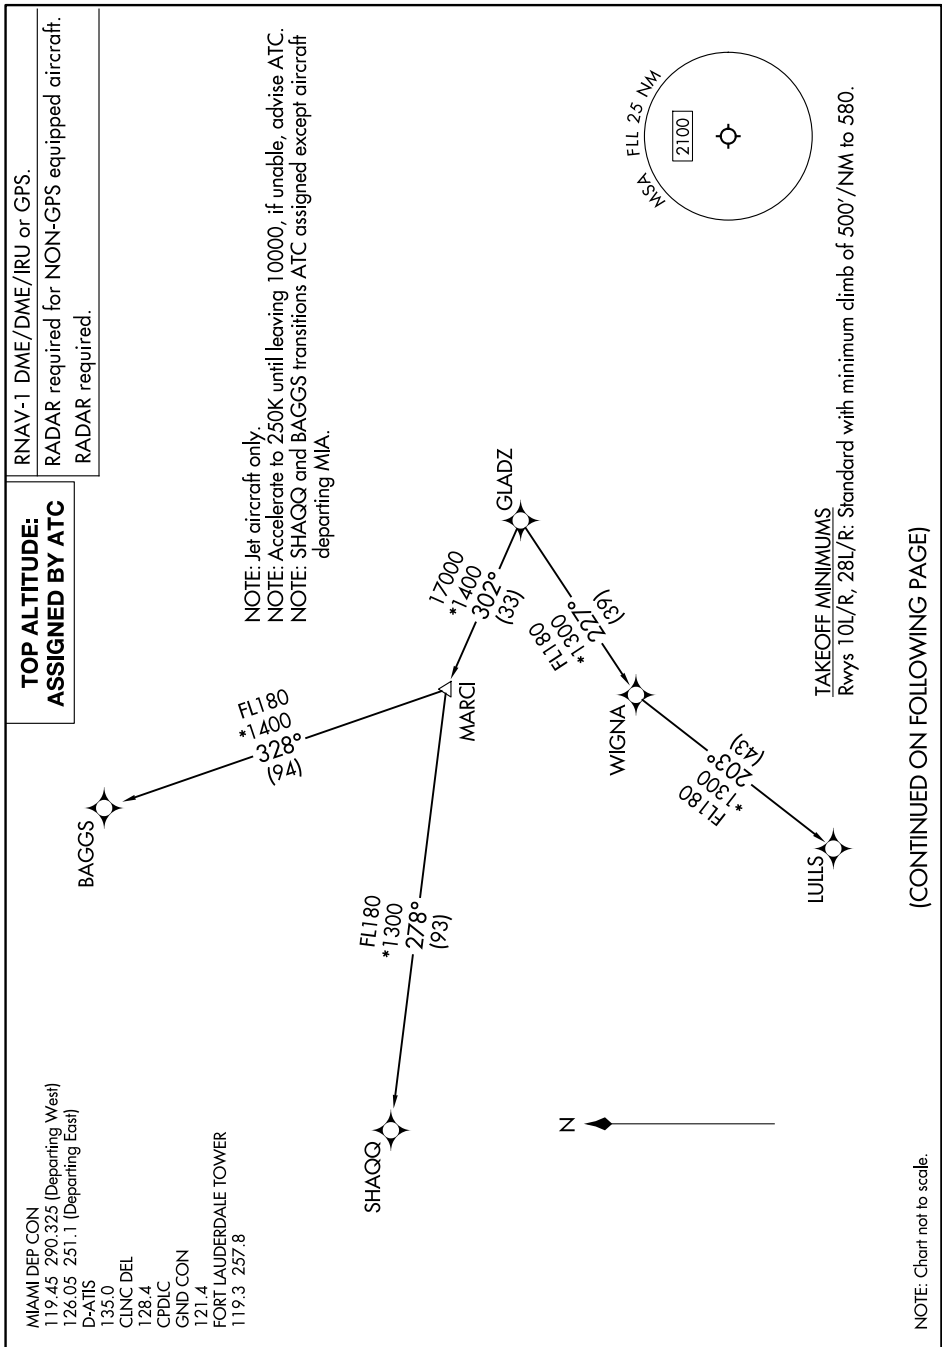 TOP ALTITUDE:
ASSIGNED BY ATC
RNAV-1 DME/DME/IRU or GPS.
RADAR required for NON-GPS equipped aircraft.
RADAR required.
MIAMI DEP CON
119.45 290.325 (Departing West)
126.05 251.1 (Departing East)
D-ATIS
135.0
CLNC DEL
128.4
CPDLC
GND CON
121.4
FORT LAUDERDALE TOWER
119.3 257.8
NOTE: Jet aircraft only.
NOTE: Accelerate to 250K until leaving 10000, if unable, advise ATC.
NOTE: SHAQQ and BAGGS transitions ATC assigned except aircraft
departing MIA.
BAGGS
FL180
*1400
328°
(94)
SHAQQ
FL180
*1300
278°
(93)
MARCI
17000
*1400
302°
(33)
GLADZ
FL180
*1300
227°
(39)
WIGNA
FL180
*1300
203°
(43)
LULLS
N
MSA FLL 25 NM
2100
TAKEOFF MINIMUMS
Rwys 10L/R, 28L/R: Standard with minimum climb of 500'/NM to 580.
(CONTINUED ON FOLLOWING PAGE)
NOTE: Chart not to scale.